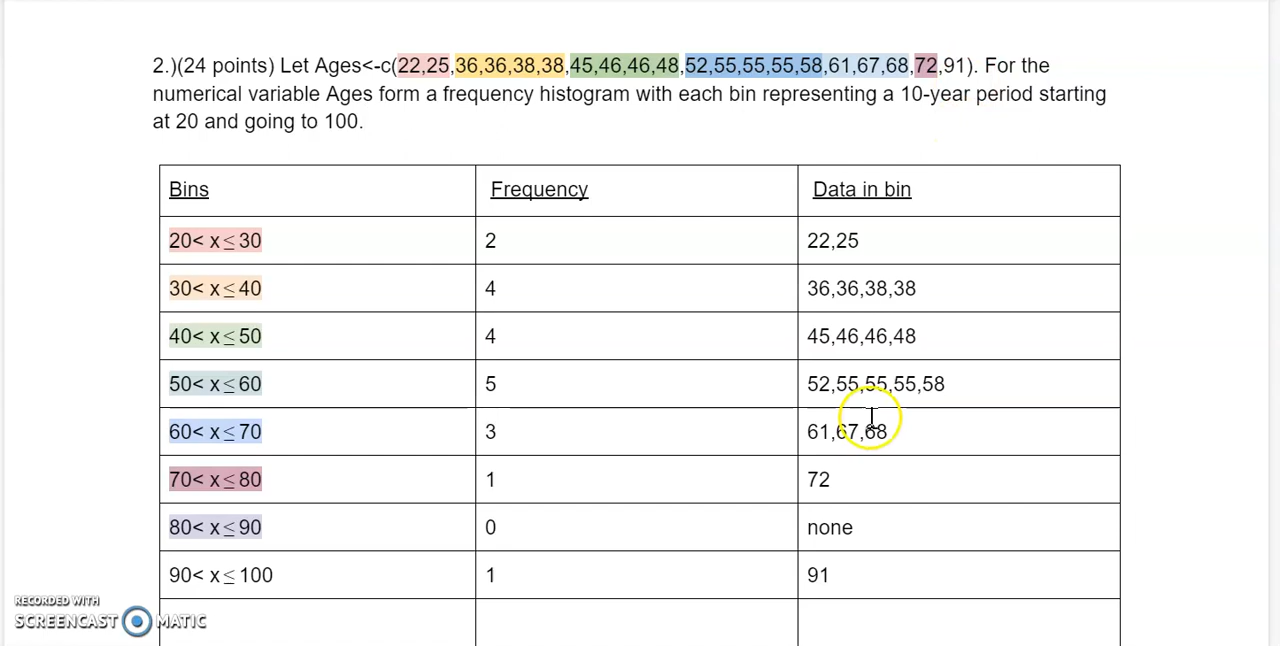 2.)(24 points) Let Ages<-c(22,25,36,36,38,38,45,46,46,48,52,55,55,55,58,61,67,68,72,91). For the
numerical variable Ages form a frequency histogram with each bin representing a 10-year period starting
at 20 and going to 100.
Bins Frequency Data in bin
20< x≤30 2 22,25
30< x≤40 4 36,36,38,38
40< x≤50 4 45,46,46,48
50< x≤60 5 52,55,55,55,58
60< x≤70 3 61,67,68
70< x≤80 1 72
80< x≤90 0 none
90< x≤100 1 91
RECORDED WITH
SCREENCAST MATIC